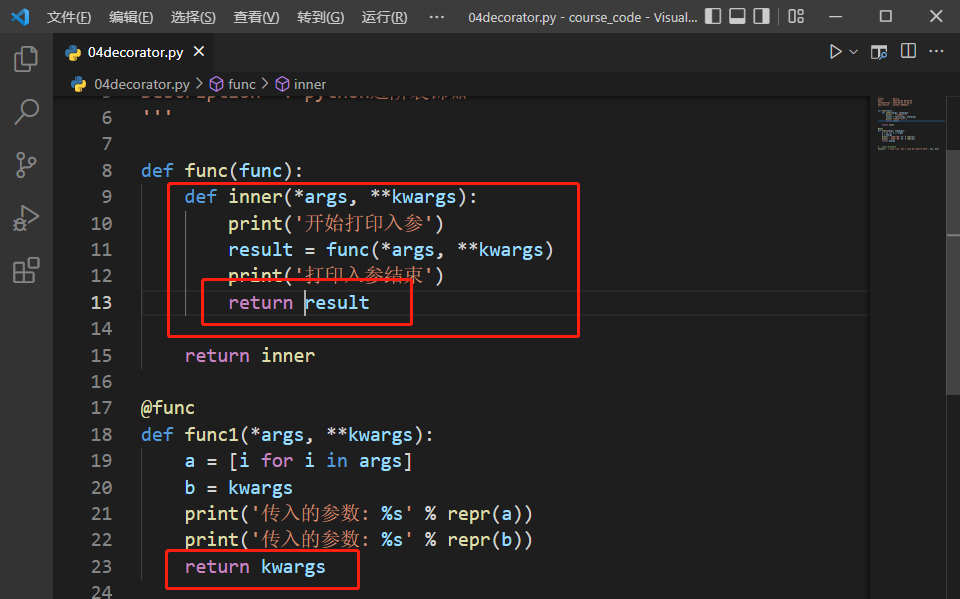 文件(F) 编辑(E) 选择(S) 查看(V) 转到(G) 运行(R) ··· 04decorator.py - course_code - Visual...
04decorator.py
04decorator.py > func > inner
6 '''
7
8 def func(func):
9     def inner(*args, **kwargs):
10         print('开始打印入参')
11         result = func(*args, **kwargs)
12         print('打印入参结束')
13         return result
14
15     return inner
16
17 @func
18 def func1(*args, **kwargs):
19     a = [i for i in args]
20     b = kwargs
21     print('传入的参数: %s' % repr(a))
22     print('传入的参数: %s' % repr(b))
23     return kwargs
24